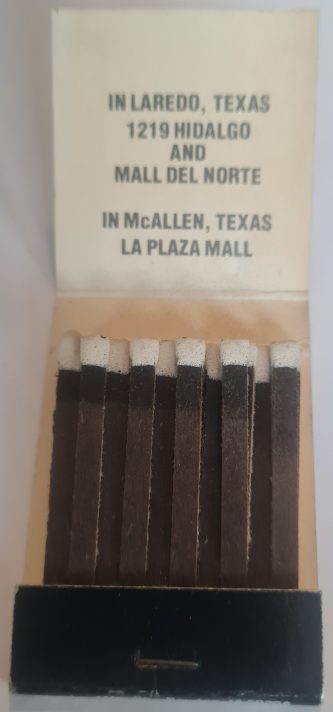 IN LAREDO, TEXAS
1219 HIDALGO
AND
MALL DEL NORTE
IN McALLEN, TEXAS
LA PLAZA MALL